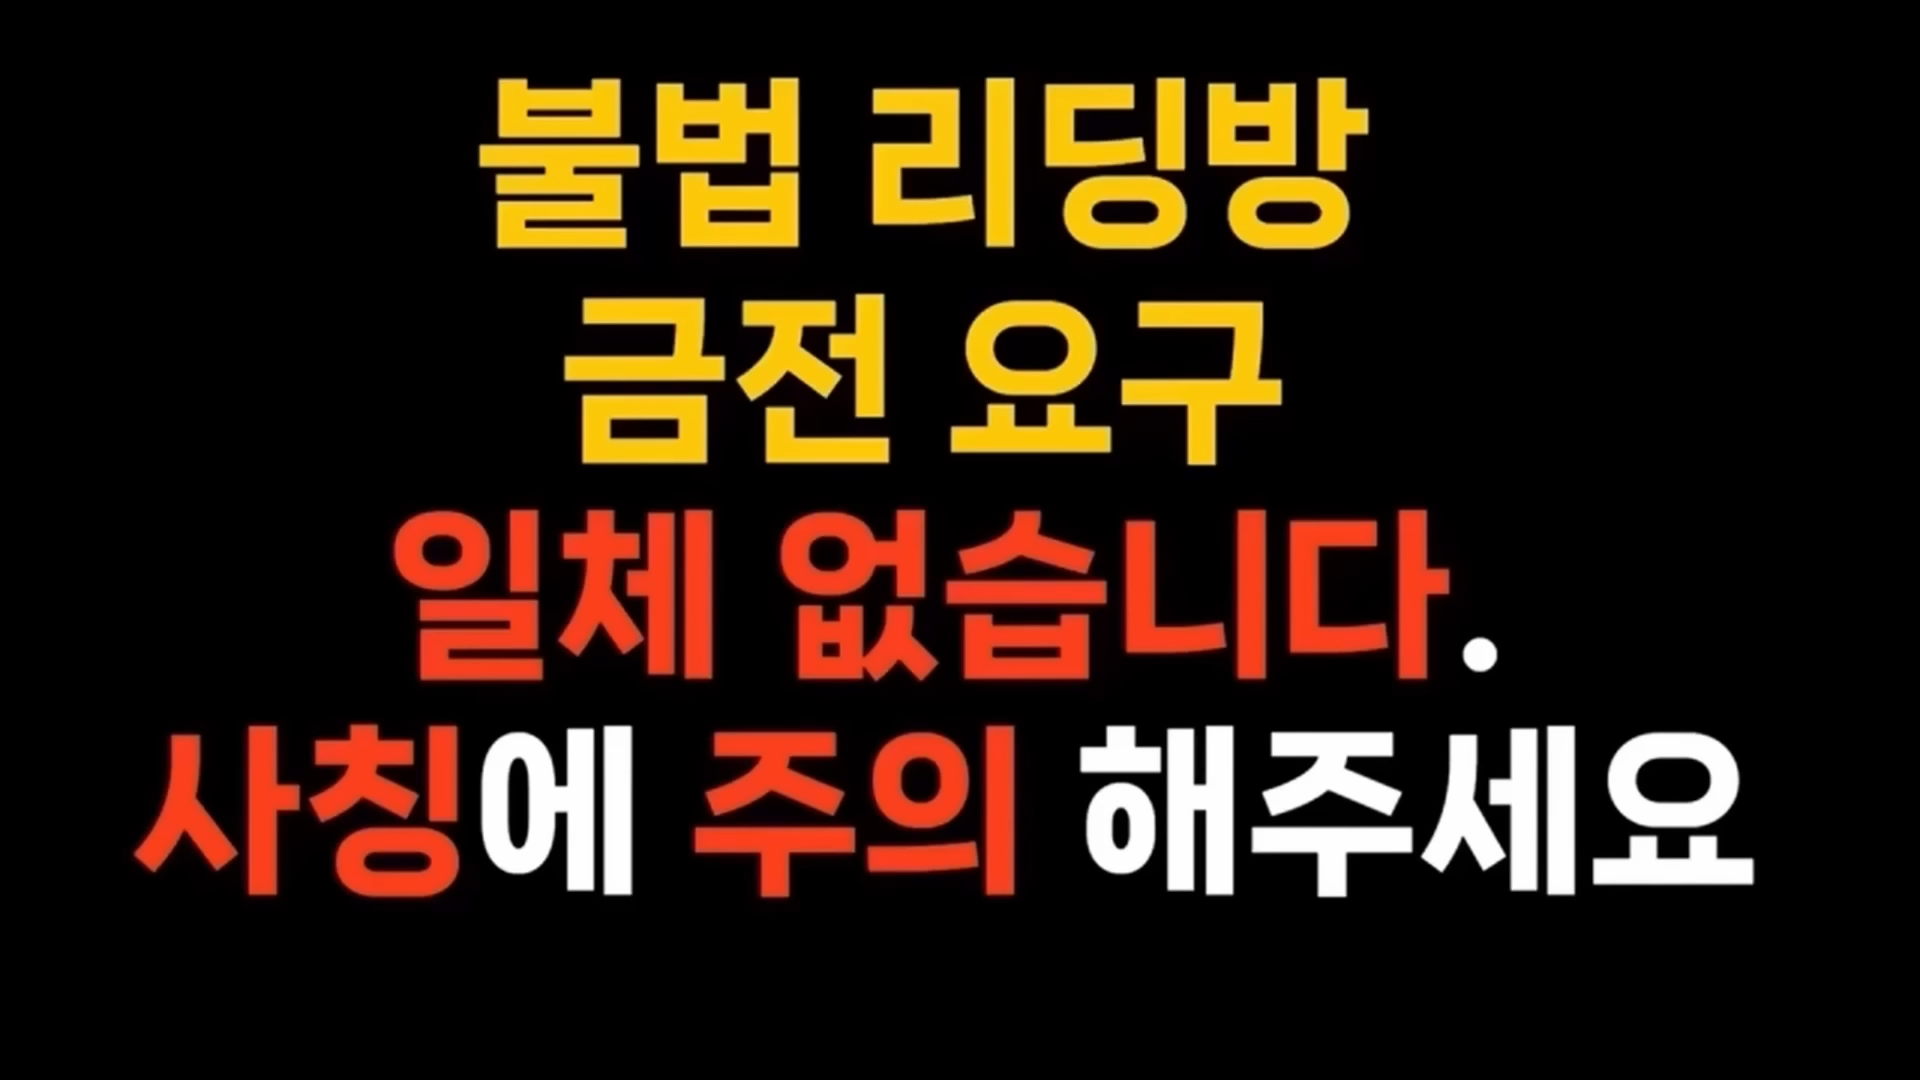 불법 리딩방
금전 요구
일체 없습니다.
사칭에 주의 해주세요